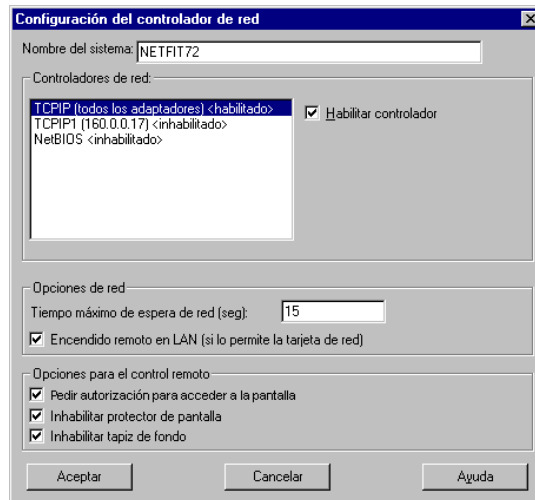 Configuración del controlador de red
Nombre del sistema: NETFIT72
Controladores de red:
TCPIP (todos los adaptadores) <habilitado>
Habilitar controlador
TCPIP1 (160.0.0.17) <inhabilitado>
NetBIOS <inhabilitado>
Opciones de red
Tiempo máximo de espera de red (seg): 15
Encendido remoto en LAN (si lo permite la tarjeta de red)
Opciones para el control remoto
Pedir autorización para acceder a la pantalla
Inhabilitar protector de pantalla
Inhabilitar tapiz de fondo
Aceptar Cancelar Ayuda